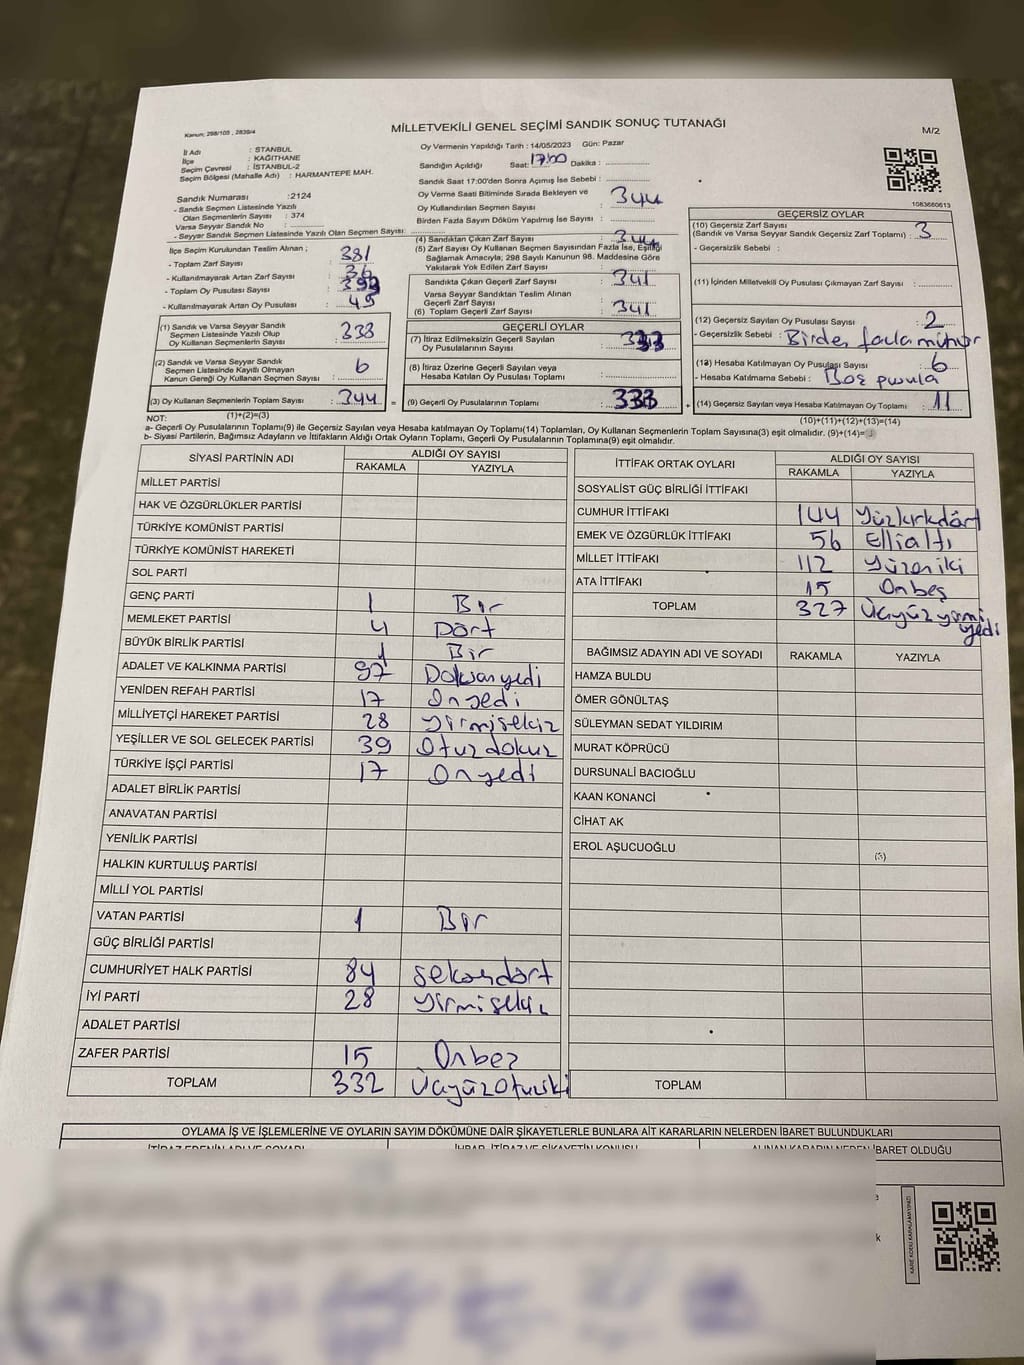 Kanun: 298/105 , 2839/4
MİLLETVEKİLİ GENEL SEÇİMİ SANDIK SONUÇ TUTANAĞI
M/2
İl Adı : STANBUL
İlçe : KAĞITHANE
Seçim Çevresi : İSTANBUL-2
Seçim Bölgesi (Mahalle Adı) : HARMANTEPE MAH.
Sandık Numarası :2124
- Sandık Seçmen Listesinde Yazılı
Olan Seçmenlerin Sayısı : 374
Varsa Seyyar Sandık No :
- Seyyar Sandık Seçmen Listesinde Yazılı Olan Seçmen Sayısı:
İlçe Seçim Kurulundan Teslim Alınan ;
- Toplam Zarf Sayısı : 381
- Kullanılmayarak Artan Zarf Sayısı : 36
- Toplam Oy Pusulası Sayısı :
- Kullanılmayarak Artan Oy Pusulası : 45
(1) Sandık ve Varsa Seyyar Sandık
Seçmen Listesinde Yazılı Olup
Oy Kullanan Seçmenlerin Sayısı : 338
(2) Sandık ve Varsa Seyyar Sandık
Seçmen Listesinde Kayıtlı Olmayan
Kanun Gereği Oy Kullanan Seçmen Sayısı : 6
(3) Oy Kullanan Seçmenlerin Toplam Sayısı : 344
(1)+(2)=(3)
Oy Vermenin Yapıldığı Tarih : 14/05/2023 Gün: Pazar
Sandığın Açıldığı Saat: 17:00 Dakika :
Sandık Saat 17:00'den Sonra Açılmış İse Sebebi :
Oy Verme Saati Bitiminde Sırada Bekleyen ve
Oy Kullandırılan Seçmen Sayısı : 344
Birden Fazla Sayım Döküm Yapılmış İse Sayısı :
(4) Sandıktan Çıkan Zarf Sayısı : 344
(5) Zarf Sayısı Oy Kullanan Seçmen Sayısından Fazla İse, Eşitliği
Sağlamak Amacıyla, 298 Sayılı Kanunun 98. Maddesine Göre
Yakılarak Yok Edilen Zarf Sayısı :
Sandıkta Çıkan Geçerli Zarf Sayısı : 341
Varsa Seyyar Sandıktan Teslim Alınan
Geçerli Zarf Sayısı :
(6) Toplam Geçerli Zarf Sayısı : 341
GEÇERLİ OYLAR
(7) İtiraz Edilmeksizin Geçerli Sayılan
Oy Pusulalarının Sayısı : 333
(8) İtiraz Üzerine Geçerli Sayılan veya
Hesaba Katılan Oy Pusulası Toplamı :
= (9) Geçerli Oy Pusulalarının Toplamı : 333
1083680613
GEÇERSİZ OYLAR
(10) Geçersiz Zarf Sayısı
(Sandık ve Varsa Seyyar Sandık Geçersiz Zarf Toplamı) : 3
- Geçersizlik Sebebi :
(11) İçinden Milletvekili Oy Pusulası Çıkmayan Zarf Sayısı :
(12) Geçersiz Sayılan Oy Pusulası Sayısı : 2
- Geçersizlik Sebebi : Birden fazla mühür
(13) Hesaba Katılmayan Oy Pusulası Sayısı : 6
- Hesaba Katılmama Sebebi : Boş pusula
+ (14) Geçersiz Sayılan veya Hesaba Katılmayan Oy Toplamı : 11
(10)+(11)+(12)+(13)=(14)
NOT:
a- Geçerli Oy Pusulalarının Toplamı(9) ile Geçersiz Sayılan veya Hesaba Katılmayan Oy Toplamı(14) Toplamları, Oy Kullanan Seçmenlerin Toplam Sayısına(3) eşit olmalıdır. (9)+(14)=(3)
b- Siyasi Partilerin, Bağımsız Adayların ve İttifakların Aldığı Ortak Oyların Toplamı, Geçerli Oy Pusulalarının Toplamına(9) eşit olmalıdır.
SİYASİ PARTİNİN ADI ALDIĞI OY SAYISI
RAKAMLA YAZIYLA
MİLLET PARTİSİ
HAK VE ÖZGÜRLÜKLER PARTİSİ
TÜRKİYE KOMÜNİST PARTİSİ
TÜRKİYE KOMÜNİST HAREKETİ
SOL PARTİ
GENÇ PARTİ 1 Bir
MEMLEKET PARTİSİ 4 Dört
BÜYÜK BİRLİK PARTİSİ 1 Bir
ADALET VE KALKINMA PARTİSİ 97 Doksanyedi
YENİDEN REFAH PARTİSİ 17 Onyedi
MİLLİYETÇİ HAREKET PARTİSİ 28 Yirmisekiz
YEŞİLLER VE SOL GELECEK PARTİSİ 39 Otuzdokuz
TÜRKİYE İŞÇİ PARTİSİ 17 Onyedi
ADALET BİRLİK PARTİSİ
ANAVATAN PARTİSİ
YENİLİK PARTİSİ
HALKIN KURTULUŞ PARTİSİ
MİLLİ YOL PARTİSİ
VATAN PARTİSİ 1 Bir
GÜÇ BİRLİĞİ PARTİSİ
CUMHURİYET HALK PARTİSİ 84 Seksendört
İYİ PARTİ 28 Yirmisekiz
ADALET PARTİSİ
ZAFER PARTİSİ 15 Onbeş
TOPLAM 332 Üçyüzotuziki
İTTİFAK ORTAK OYLARI ALDIĞI OY SAYISI
RAKAMLA YAZIYLA
SOSYALİST GÜÇ BİRLİĞİ İTTİFAKI
CUMHUR İTTİFAKI 144 Yüzkırkdört
EMEK VE ÖZGÜRLÜK İTTİFAKI 56 Ellialtı
MİLLET İTTİFAKI 112 Yüzoniki
ATA İTTİFAKI 15 Onbeş
TOPLAM 327 Üçyüzyirmi
yedi
BAĞIMSIZ ADAYIN ADI VE SOYADI RAKAMLA YAZIYLA
HAMZA BULDU
ÖMER GÖNÜLTAŞ
SÜLEYMAN SEDAT YILDIRIM
MURAT KÖPRÜCÜ
DURSUNALİ BACIOĞLU
KAAN KONANCİ
CİHAT AK
EROL AŞUCUOĞLU
(3)
TOPLAM
OYLAMA İŞ VE İŞLEMLERİNE VE OYLARIN SAYIM DÖKÜMÜNE DAİR ŞİKAYETLERLE BUNLARA AİT KARARLARIN NELERDEN İBARET BULUNDUKLARI
İTİRAZ EDENİN ADI VE SOYADI İHBAR, İTİRAZ VE ŞİKAYETİN KONUSU ALINAN KARARIN NEDEN İBARET OLDUĞU